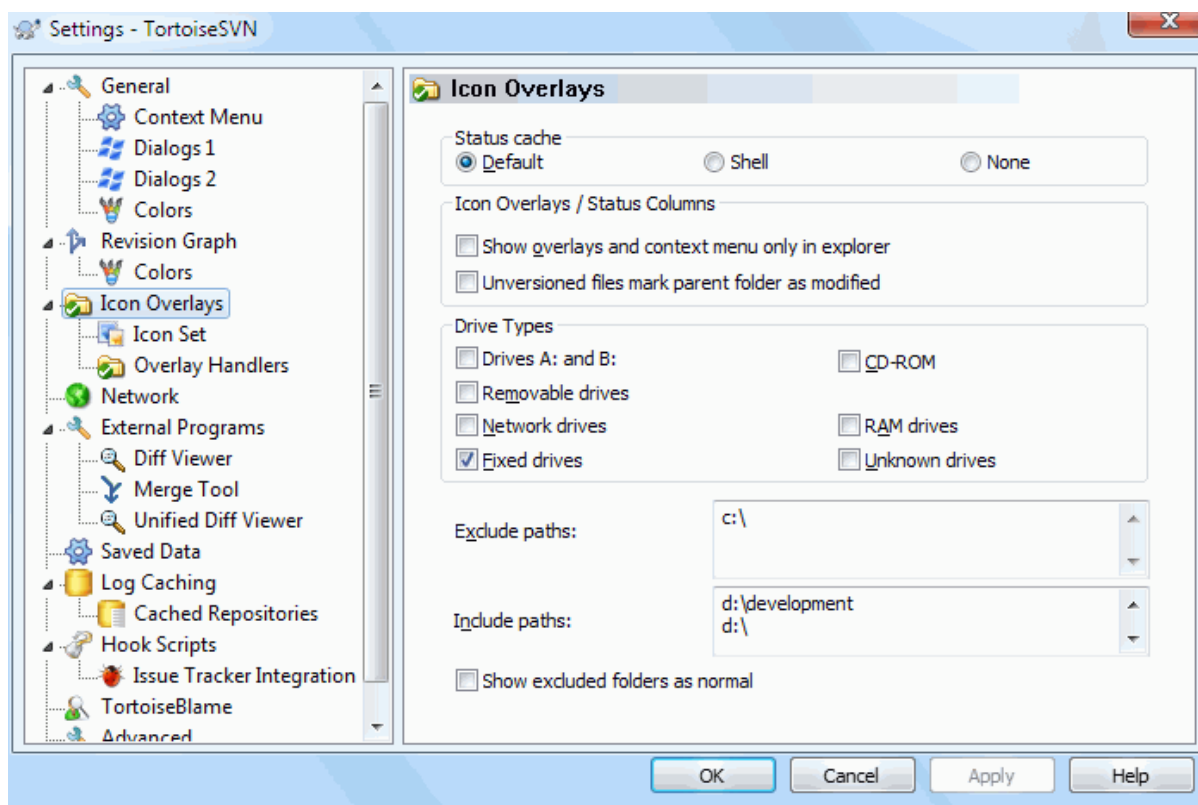 Settings - TortoiseSVN
General
Context Menu
Dialogs 1
Dialogs 2
Colors
Revision Graph
Colors
Icon Overlays
Icon Set
Overlay Handlers
Network
External Programs
Diff Viewer
Merge Tool
Unified Diff Viewer
Saved Data
Log Caching
Cached Repositories
Hook Scripts
Issue Tracker Integration
TortoiseBlame
Advanced
Icon Overlays
Status cache
Default Shell None
Icon Overlays / Status Columns
Show overlays and context menu only in explorer
Unversioned files mark parent folder as modified
Drive Types
Drives A: and B: CD-ROM
Removable drives
Network drives RAM drives
Fixed drives Unknown drives
Exclude paths: c:\
Include paths: d:\development
d:\
Show excluded folders as normal
OK Cancel Apply Help